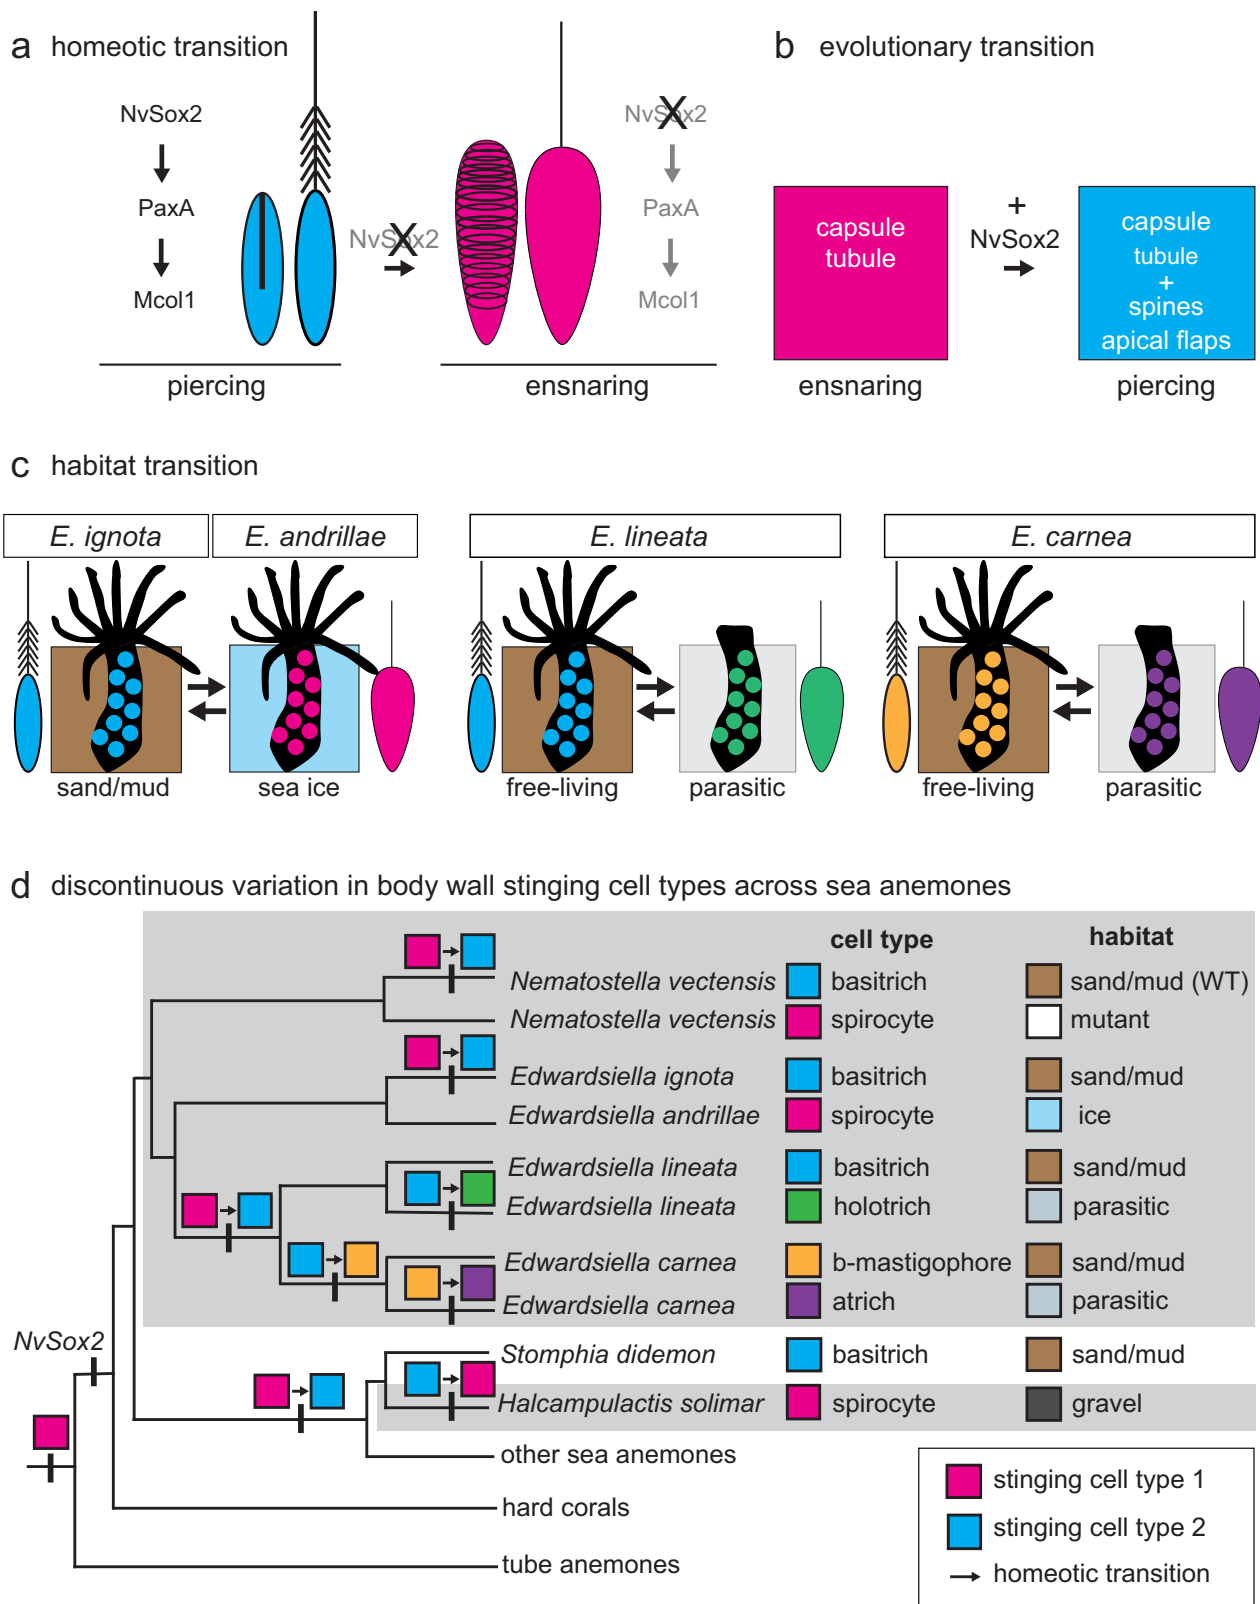 a homeotic transition
NvSox2
PaxA
Mcol1
NvSox2
NvSox2
PaxA
Mcol1
piercing
ensnaring
b evolutionary transition
capsule
tubule
+
NvSox2
capsule
tubule
+
spines
apical flaps
ensnaring
piercing
c habitat transition
E. ignota
E. andrillae
E. lineata
E. carnea
sand/mud
sea ice
free-living
parasitic
free-living
parasitic
d discontinuous variation in body wall stinging cell types across sea anemones
cell type habitat
Nematostella vectensis basitrich sand/mud (WT)
Nematostella vectensis spirocyte mutant
Edwardsiella ignota basitrich sand/mud
Edwardsiella andrillae spirocyte ice
Edwardsiella lineata basitrich sand/mud
Edwardsiella lineata holotrich parasitic
Edwardsiella carnea b-mastigophore sand/mud
Edwardsiella carnea atrich parasitic
NvSox2
Stomphia didemon basitrich sand/mud
Halcampulactis solimar spirocyte gravel
other sea anemones
hard corals
tube anemones
stinging cell type 1
stinging cell type 2
homeotic transition